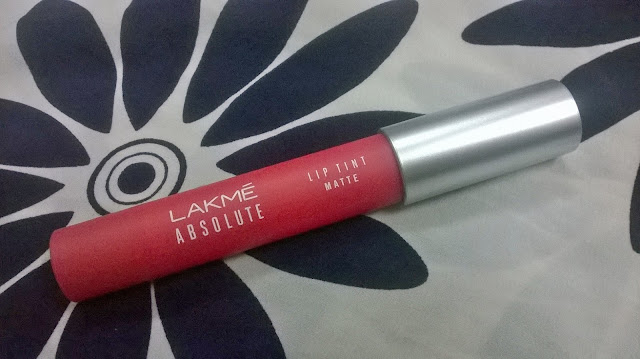 LAKMÉ
ABSOLUTE
LIP TINT
MATTE